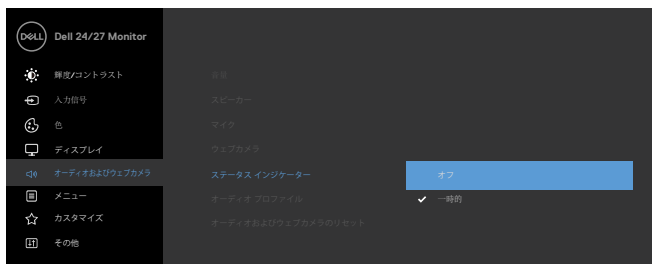 DELL
Dell 24/27 Monitor
輝度/コントラスト
入力信号
色
ディスプレイ
オーディオおよびウェブカメラ
メニュー
カスタマイズ
その他
音量
スピーカー
マイク
ウェブカメラ
ステータス インジケーター
オーディオ プロファイル
オーディオおよびウェブカメラのリセット
オフ
一時的